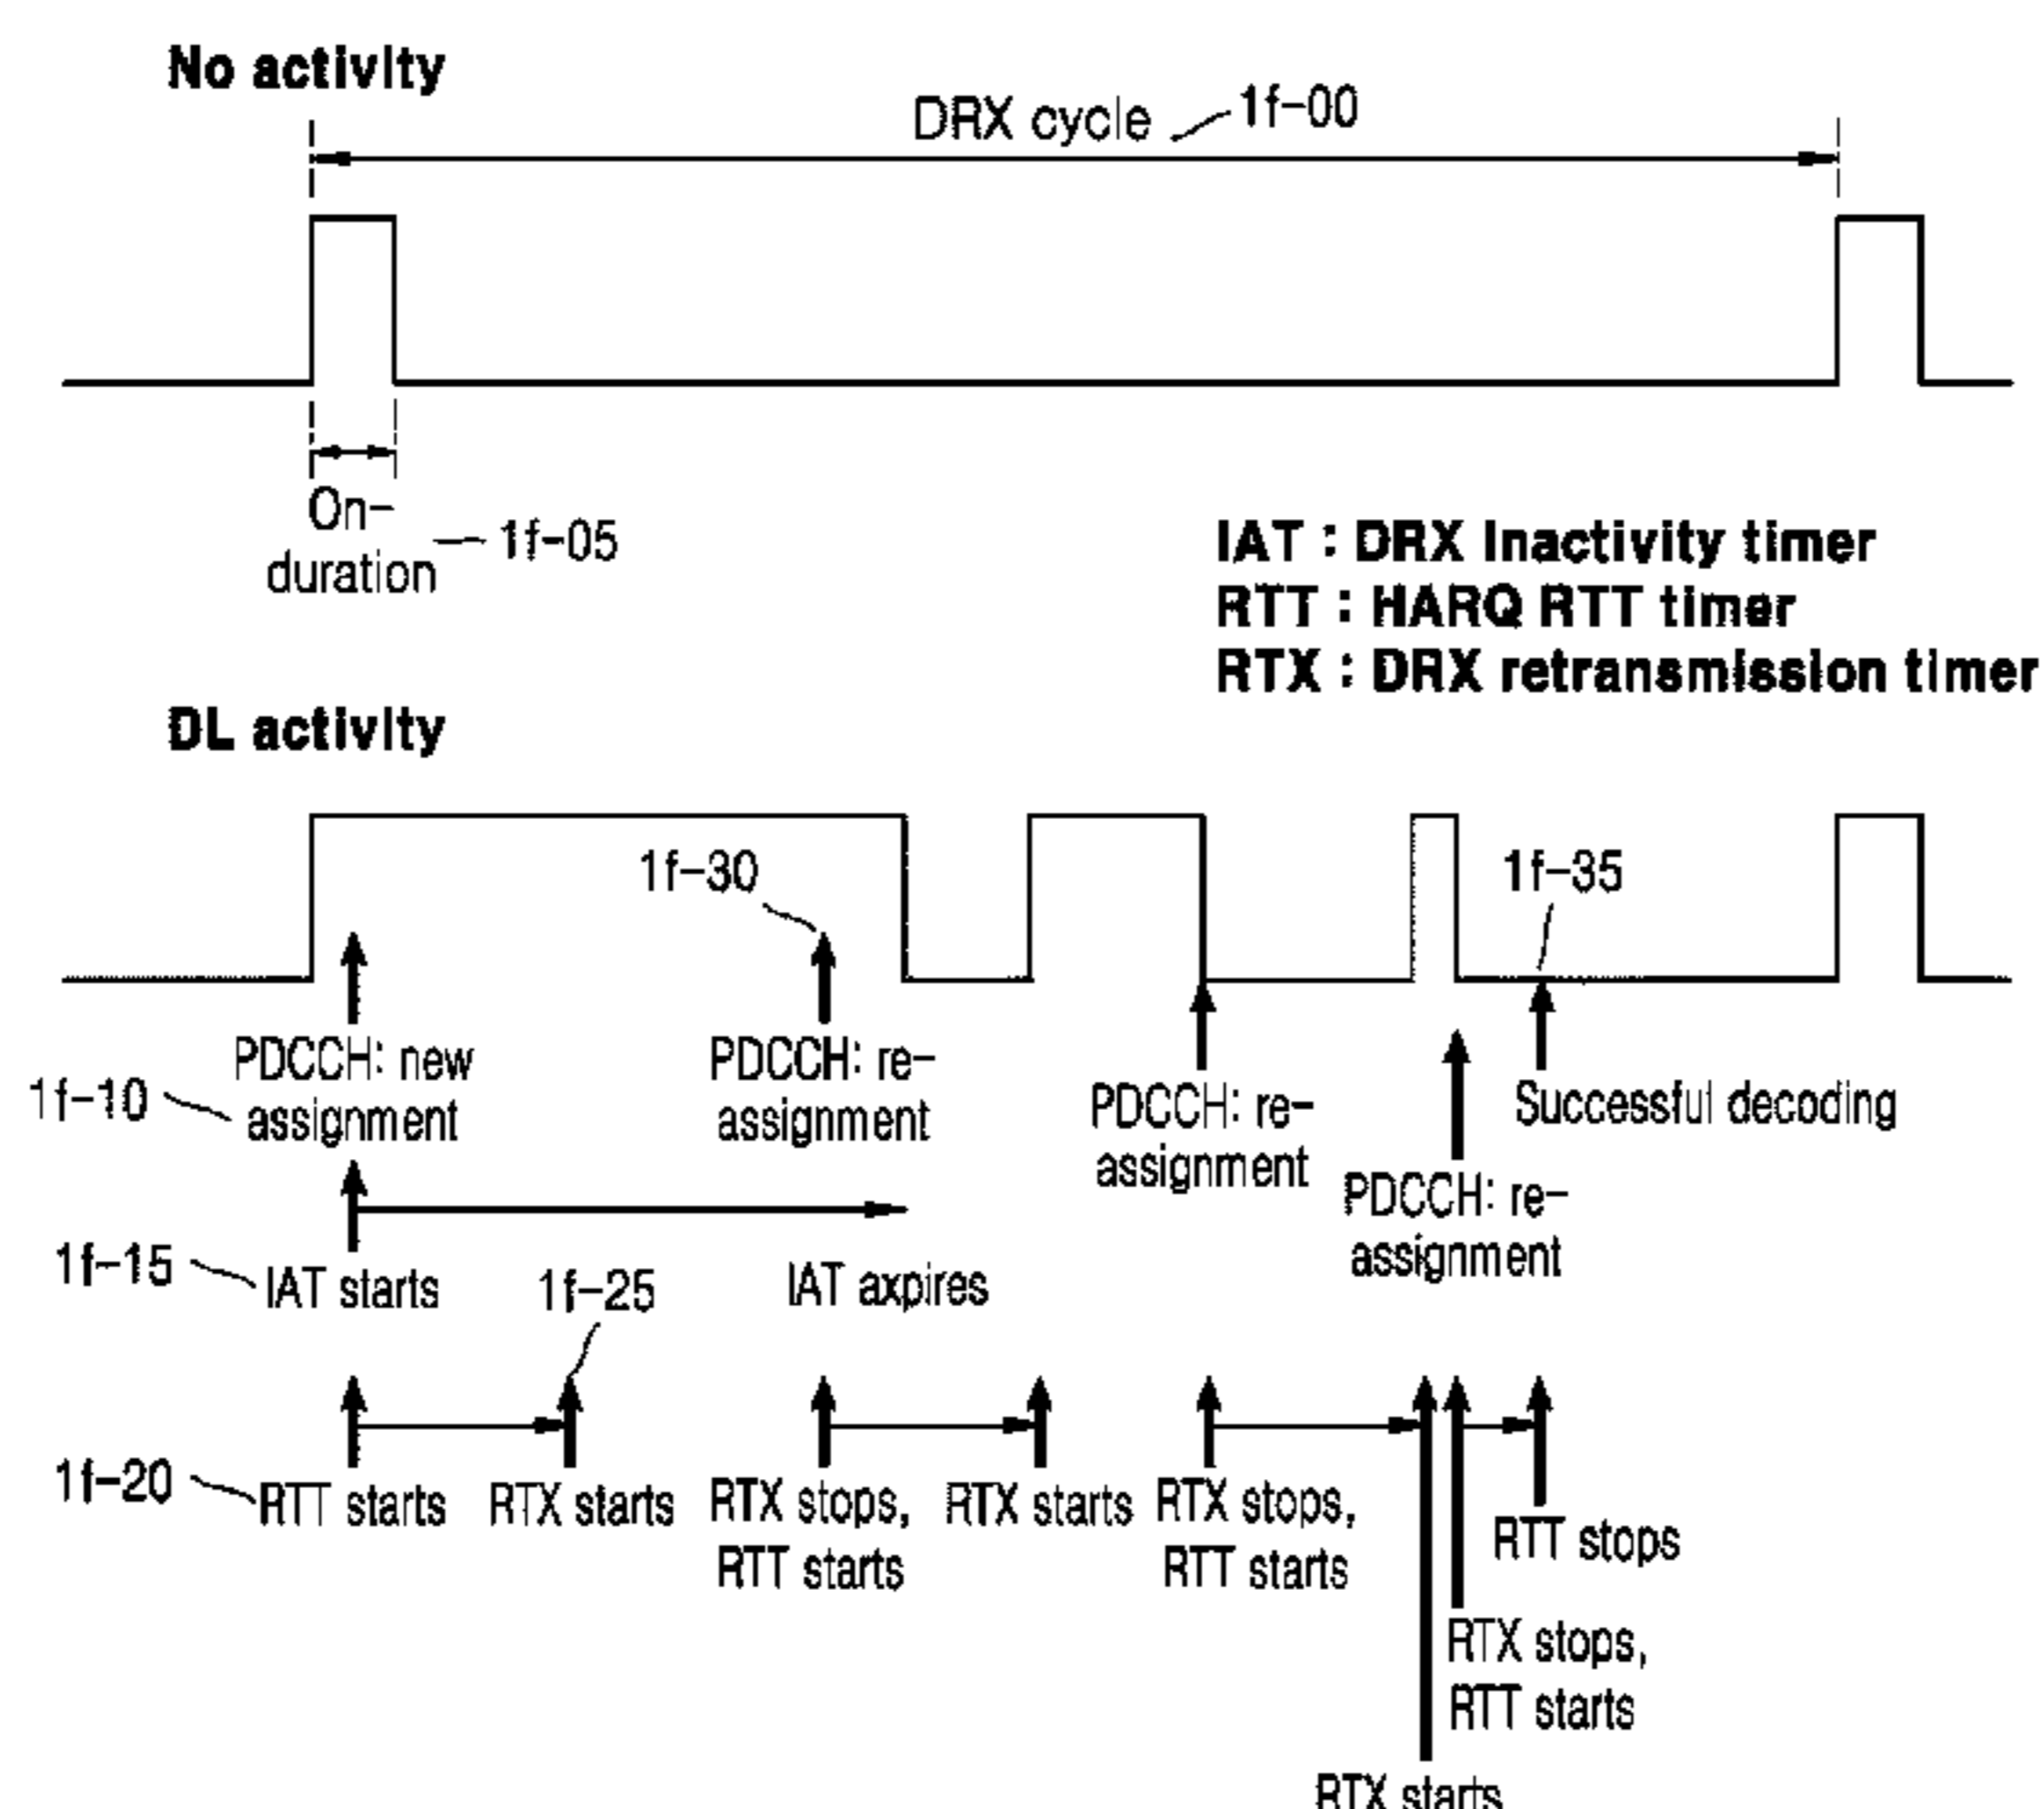 No activity
DRX cycle
1f-00
On-
duration
1f-05
IAT : DRX Inactivity timer
RTT : HARQ RTT timer
RTX : DRX retransmission timer
DL activity
1f-30
1f-35
PDCCH: new
assignment
1f-10
PDCCH: re-
assignment
PDCCH: re-
assignment
Successful decoding
PDCCH: re-
assignment
1f-15
IAT starts
1f-25
IAT axpires
1f-20
RTT starts
RTX starts
RTX stops,
RTT starts
RTX starts
RTX stops,
RTT starts
RTT stops
RTX stops,
RTT starts
RTX starts